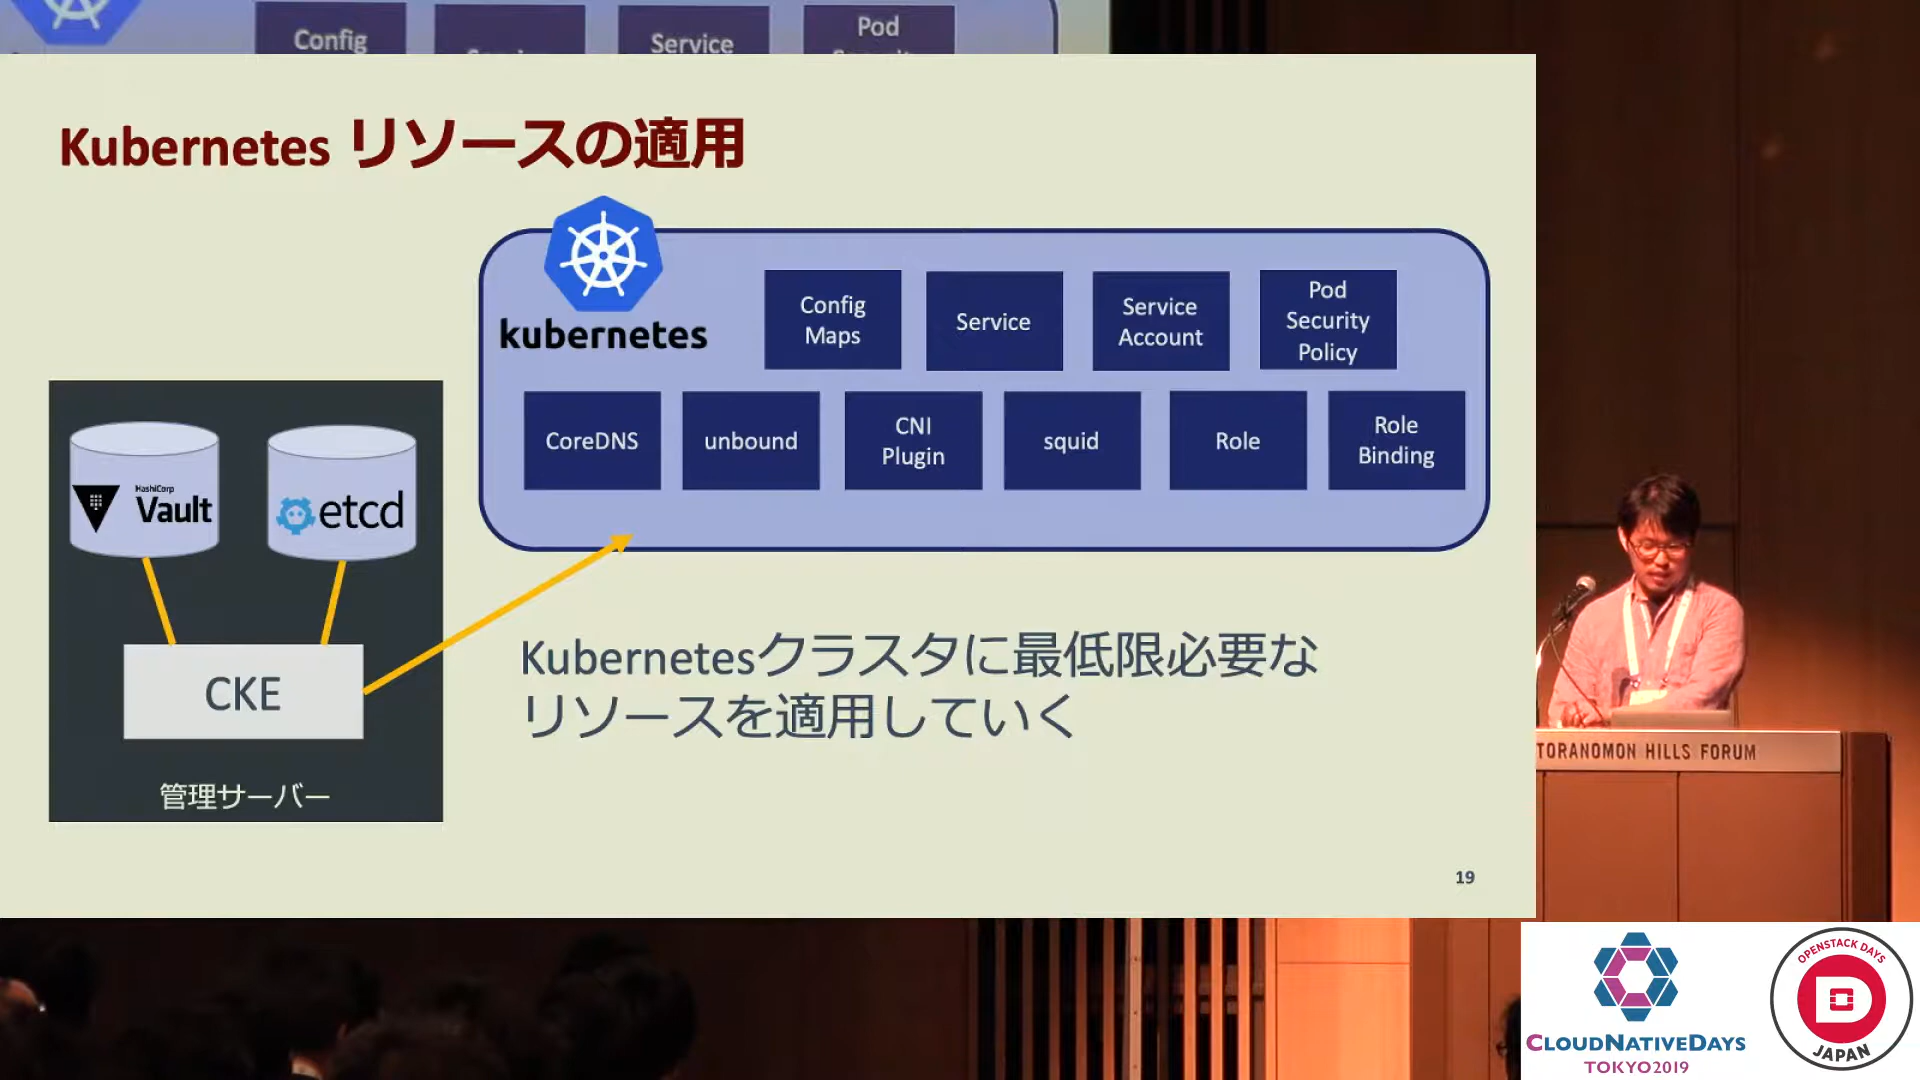 Config
Service
Pod
Kubernetes リソースの適用
kubernetes
Config
Maps
Service
Service
Account
Pod
Security
Policy
CoreDNS
unbound
CNI
Plugin
squid
Role
Role
Binding
HashiCorp
Vault
etcd
CKE
管理サーバー
Kubernetesクラスタに最低限必要な
リソースを適用していく
19
TORANOMON HILLS FORUM
CLOUDNATIVEDAYS
TOKYO2019
OPENSTACK DAYS
JAPAN